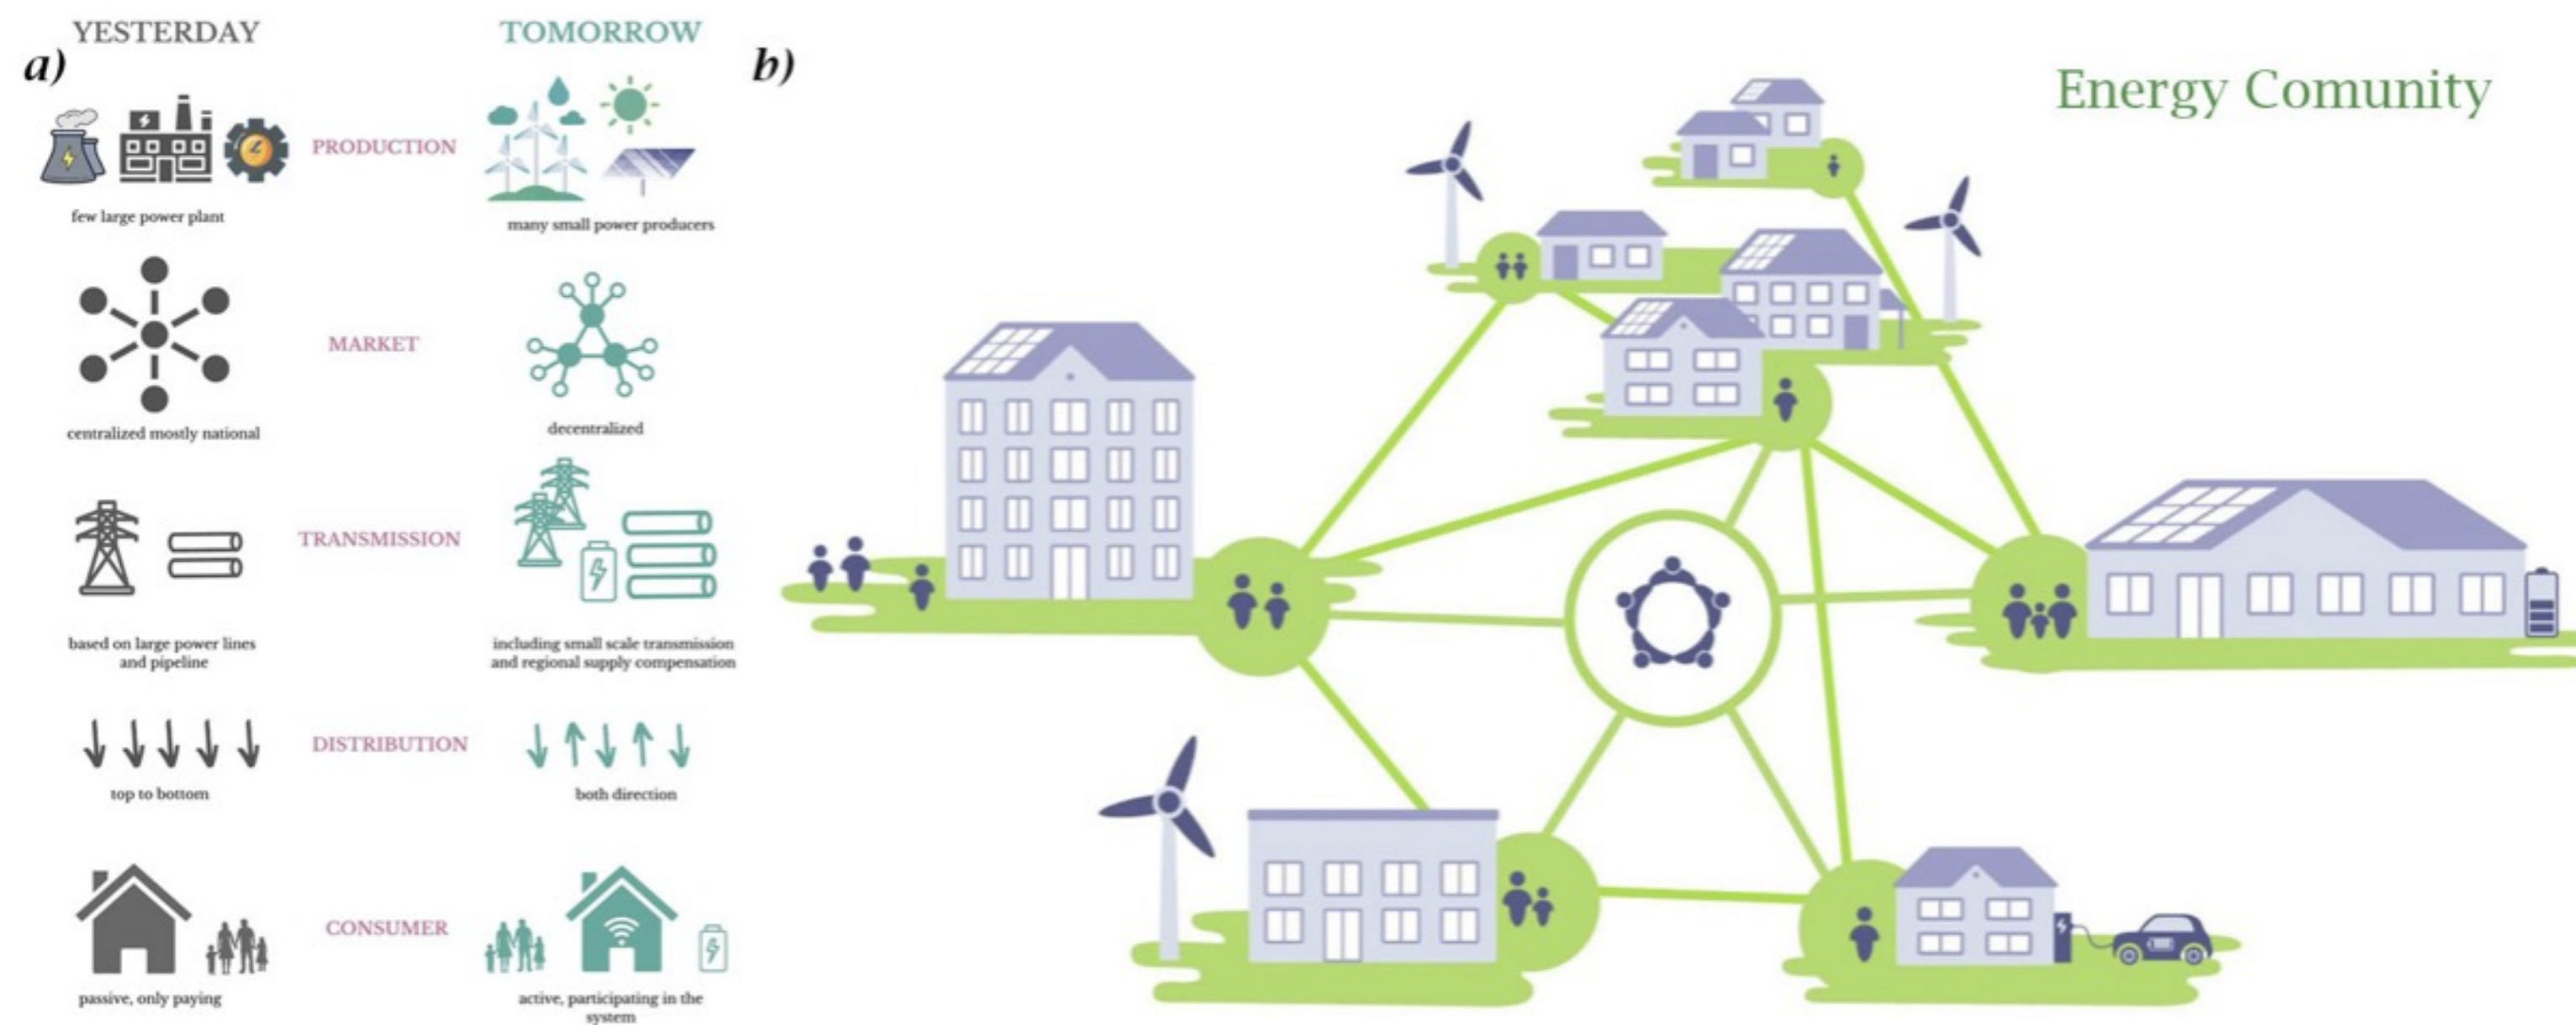 YESTERDAY
TOMORROW
a)
PRODUCTION
few large power plant
many small power producers
MARKET
centralized mostly national
decentralized
TRANSMISSION
based on large power lines
and pipeline
including small scale transmission
and regional supply compensation
DISTRIBUTION
top to bottom
both direction
CONSUMER
passive, only paying
active, participating in the
system
b)
Energy Comunity